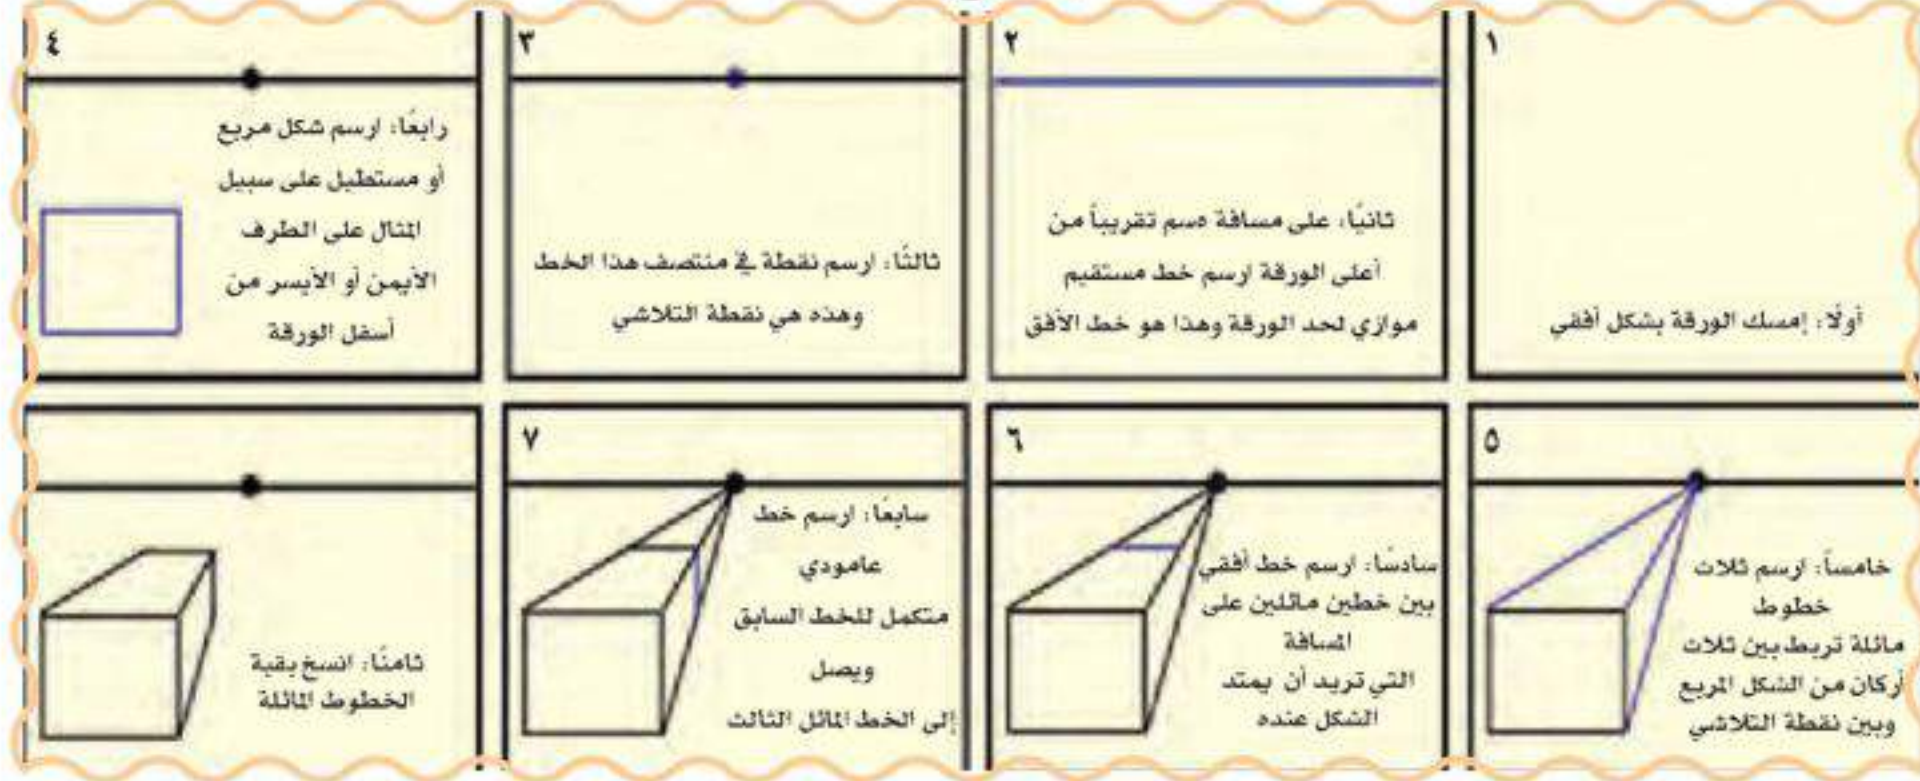 ١
أولًا: إمسك الورقة بشكل أفقي
٢
ثانيًا: على مسافة ٥سم تقريباً من
أعلى الورقة ارسم خط مستقيم
موازي لحد الورقة وهذا هو خط الأفق
٣
ثالثًا: ارسم نقطة في منتصف هذا الخط
وهذه هي نقطة التلاشي
٤
رابعًا: ارسم شكل مربع
أو مستطيل على سبيل
المثال على الطرف
الأيمن أو الأيسر من
أسفل الورقة
٥
خامساً: ارسم ثلاث
خطوط
مائلة تربط بين ثلاث
أركان من الشكل المربع
وبين نقطة التلاشي
٦
سادسًا: ارسم خط أفقي
بين خطين مائلين على
المسافة
التي تريد أن يمتد
الشكل عنده
٧
سابعًا: ارسم خط
عامودي
متكمل للخط السابق
ويصل
إلى الخط المائل الثالث
ثامنًا: انسخ بقية
الخطوط المائلة